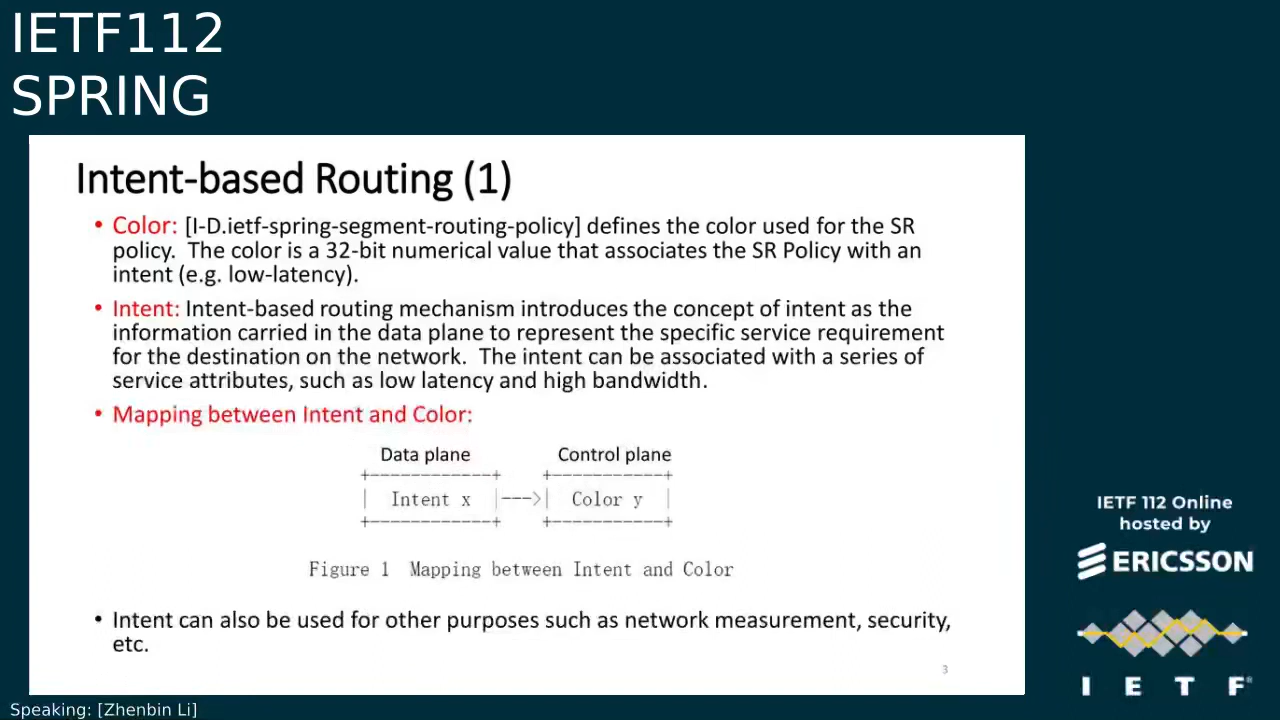 IETF112
SPRING
Intent-based Routing (1)
• Color: [I-D.ietf-spring-segment-routing-policy] defines the color used for the SR
policy.  The color is a 32-bit numerical value that associates the SR Policy with an
intent (e.g. low-latency).
• Intent: Intent-based routing mechanism introduces the concept of intent as the
information carried in the data plane to represent the specific service requirement
for the destination on the network.  The intent can be associated with a series of
service attributes, such as low latency and high bandwidth.
• Mapping between Intent and Color:
Data plane Control plane
+-----------+ +-----------+
| Intent x |--->| Color y |
+-----------+ +-----------+
Figure 1  Mapping between Intent and Color
• Intent can also be used for other purposes such as network measurement, security,
etc.
3
IETF 112 Online
hosted by
ERICSSON
I E T F®
Speaking: [Zhenbin Li]